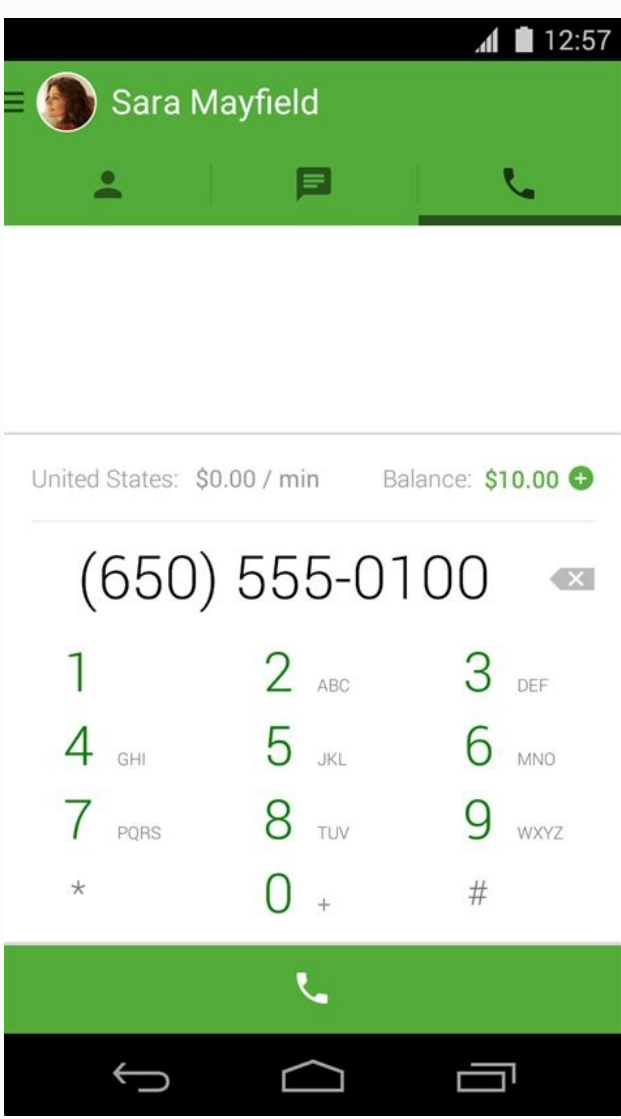 12:57
Sara Mayfield
United States: $0.00 / min Balance: $10.00
(650) 555-0100
1 2 ABC 3 DEF
4 GHI 5 JKL 6 MNO
7 PQRS 8 TUV 9 WXYZ
* 0 + #